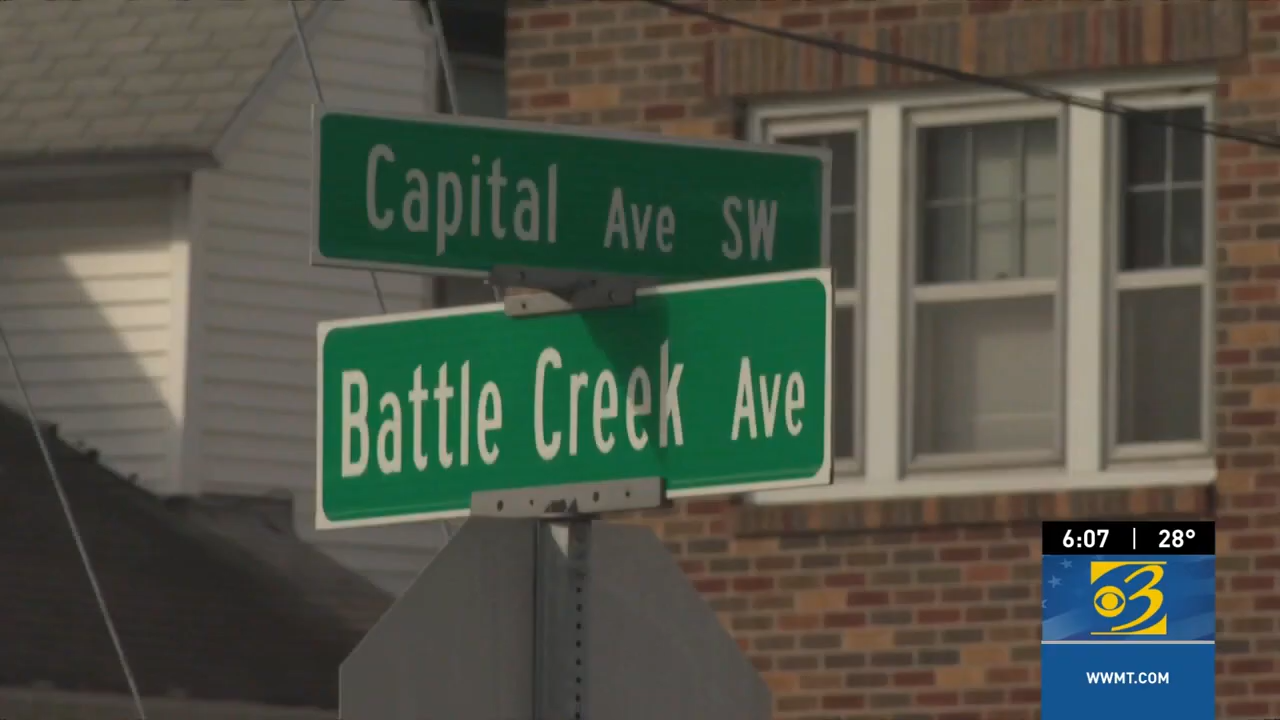 Capital Ave SW
Battle Creek Ave
6:07 | 28°
3
WWMT.COM